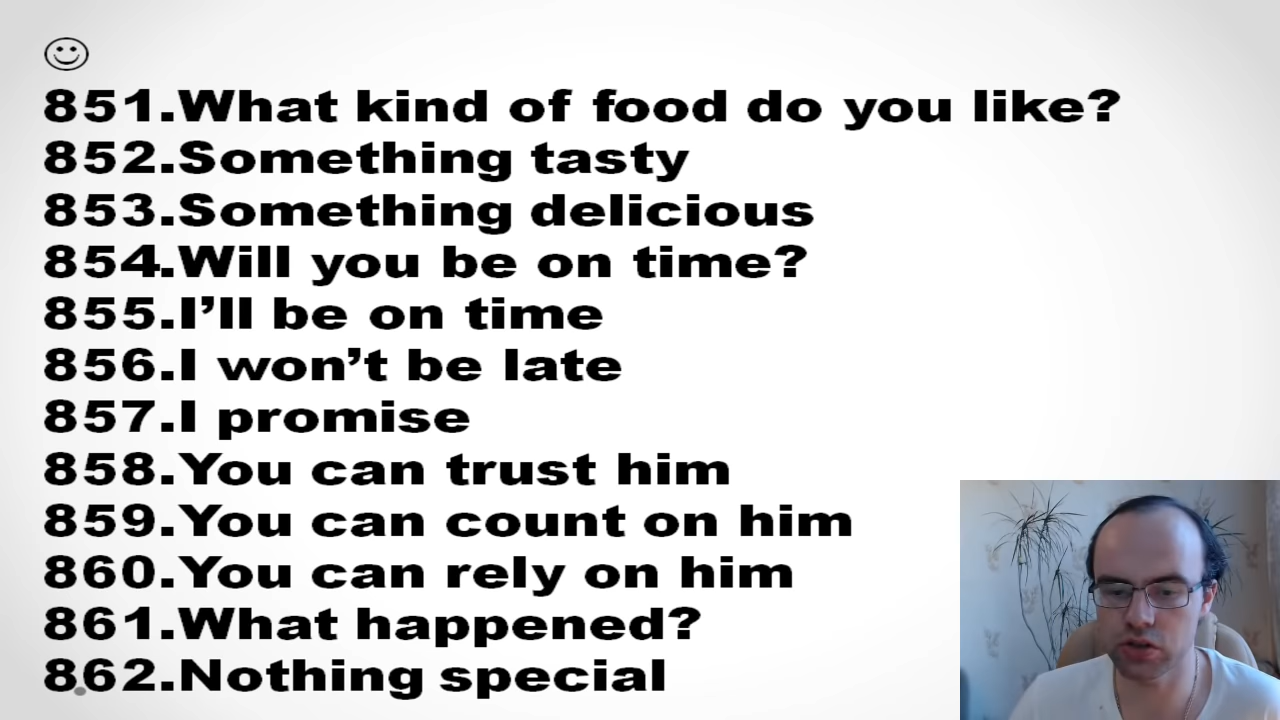 851.What kind of food do you like?
852.Something tasty
853.Something delicious
854.Will you be on time?
855.I’ll be on time
856.I won’t be late
857.I promise
858.You can trust him
859.You can count on him
860.You can rely on him
861.What happened?
862.Nothing special